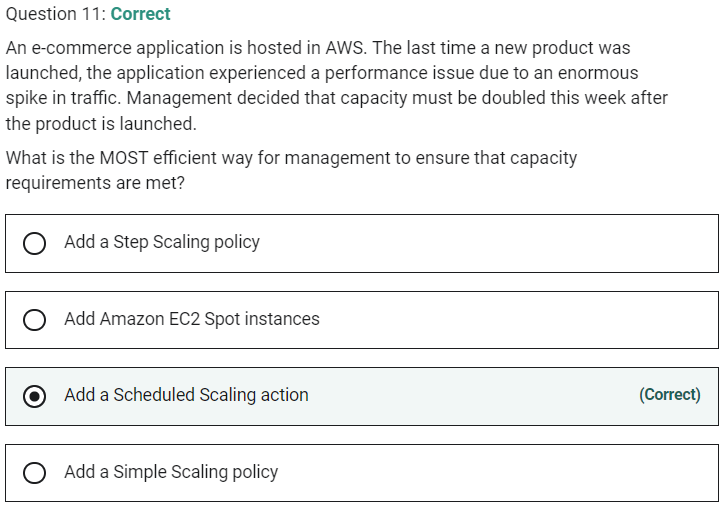 Question 11: Correct
An e-commerce application is hosted in AWS. The last time a new product was
launched, the application experienced a performance issue due to an enormous
spike in traffic. Management decided that capacity must be doubled this week after
the product is launched.
What is the MOST efficient way for management to ensure that capacity
requirements are met?
Add a Step Scaling policy
Add Amazon EC2 Spot instances
Add a Scheduled Scaling action (Correct)
Add a Simple Scaling policy